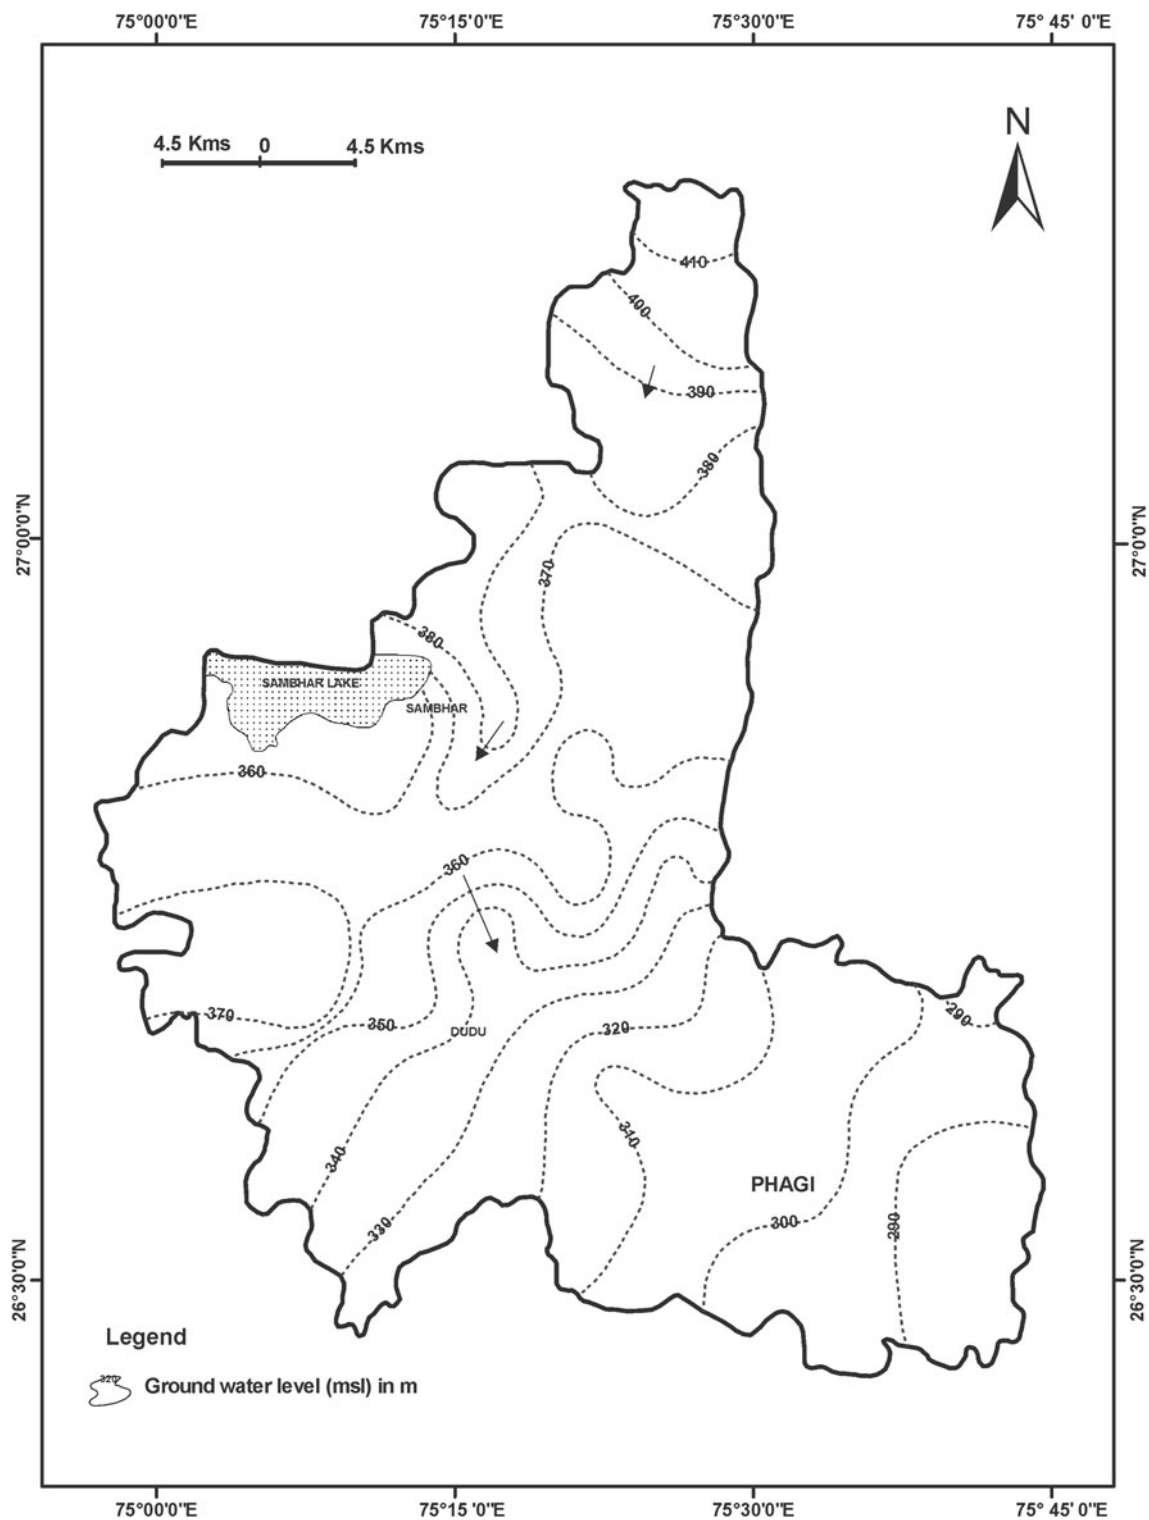 75°00'0"E 75°15'0"E 75°30'0"E 75° 45' 0"E
4.5 Kms 0 4.5 Kms
N
410
400
390
380
27°00'0"N
27°0'0"N
370
380
SAMBHAR LAKE
SAMBHAR
360
360
370
350
DUDU
320
290
310
340
PHAGI
300
290
330
26°30'0"N
26°30'0"N
Legend
320
Ground water level (msl) in m
75°00'0"E 75°15'0"E 75°30'0"E 75° 45' 0"E